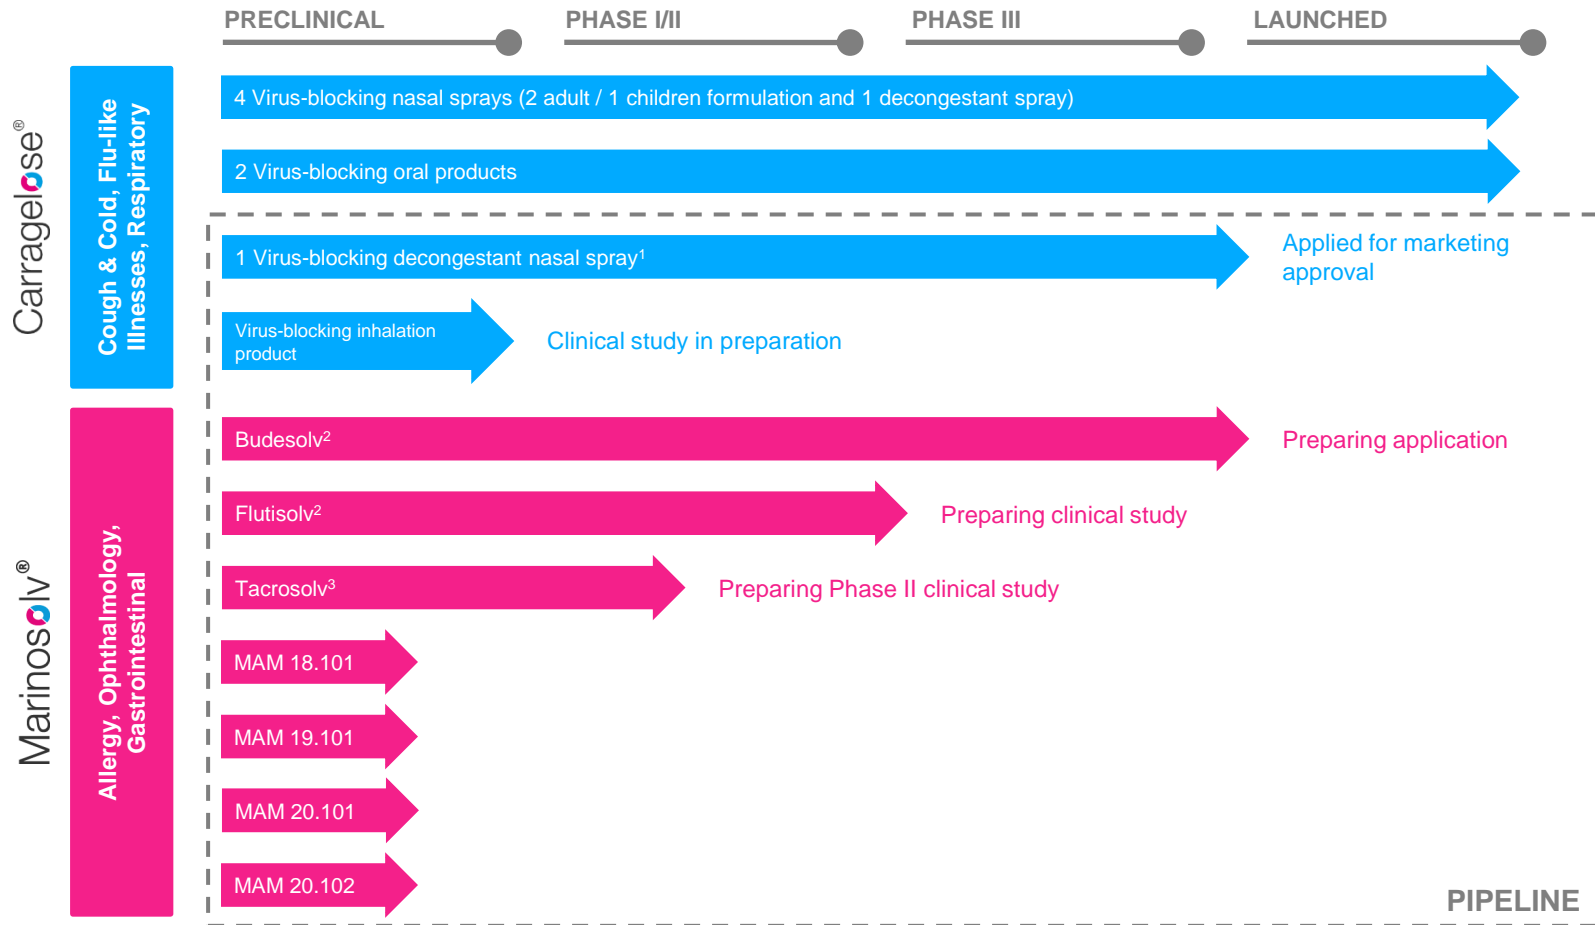 PRECLINICAL
PHASE I/II
PHASE III
LAUNCHED
Carragelose®
Cough & Cold, Flu-like
Illnesses, Respiratory
4 Virus-blocking nasal sprays (2 adult / 1 children formulation and 1 decongestant spray)
2 Virus-blocking oral products
1 Virus-blocking decongestant nasal spray¹
Applied for marketing
approval
Virus-blocking inhalation
product
Clinical study in preparation
Marinosolv®
Allergy, Ophthalmology,
Gastrointestinal
Budesolv²
Preparing application
Flutisolv²
Preparing clinical study
Tacrosolv³
Preparing Phase II clinical study
MAM 18.101
MAM 19.101
MAM 20.101
MAM 20.102
PIPELINE